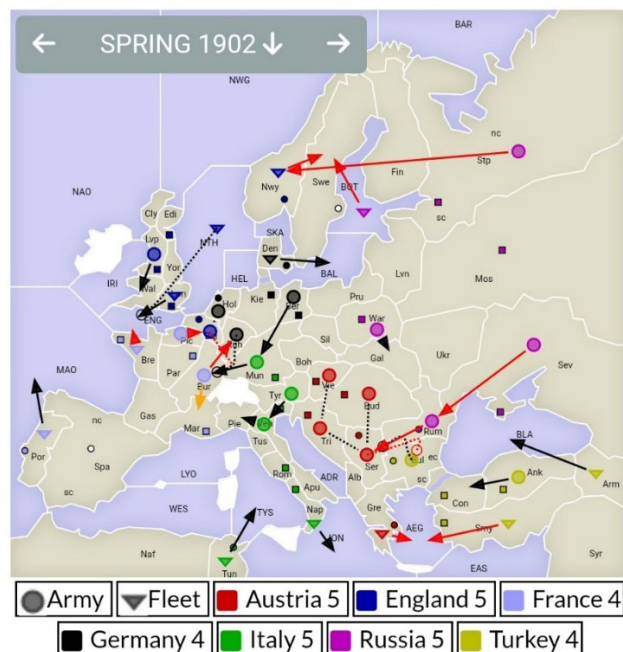 SPRING 1902
BAR
NWG
nc
Stp
Fin
Nwy
Swe
BOT
NAO
Cly
Edi
SKA
sc
Lvp
NTH
Den
Yor
Mos
IRI
Wal
HEL
BAL
Lvn
Hol
Kie
Pru
ENG
Pic
War
Bre
Sil
Gal
Ukr
Par
Boh
Mun
Bur
Sev
MAO
Gas
Tyr
Vie
Bud
Mar
Pie
Tri
Rum
nc
Tus
Ser
ec
BLA
Por
Spa
LYO
Rom
ADR
Alb
sc
Ank
Arm
sc
WES
Apu
Con
TYS
Nap
Gre
AEG
Smy
ION
Naf
Tun
EAS
Syr
Army
Fleet
Austria 5
England 5
France 4
Germany 4
Italy 5
Russia 5
Turkey 4